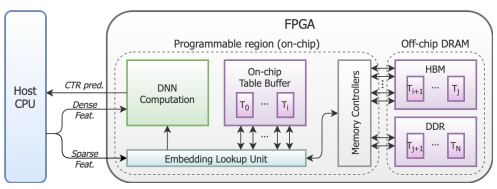 FPGA
Programmable region (on-chip)
Off-chip DRAM
Host
CPU
CTR pred.
Dense
Feat.
Sparse
Feat.
DNN
Computation
On-chip
Table Buffer
T0 ... Ti
...
Embedding Lookup Unit
Memory Controllers
HBM
Ti+1 ... Tj
DDR
Tj+1 ... TN